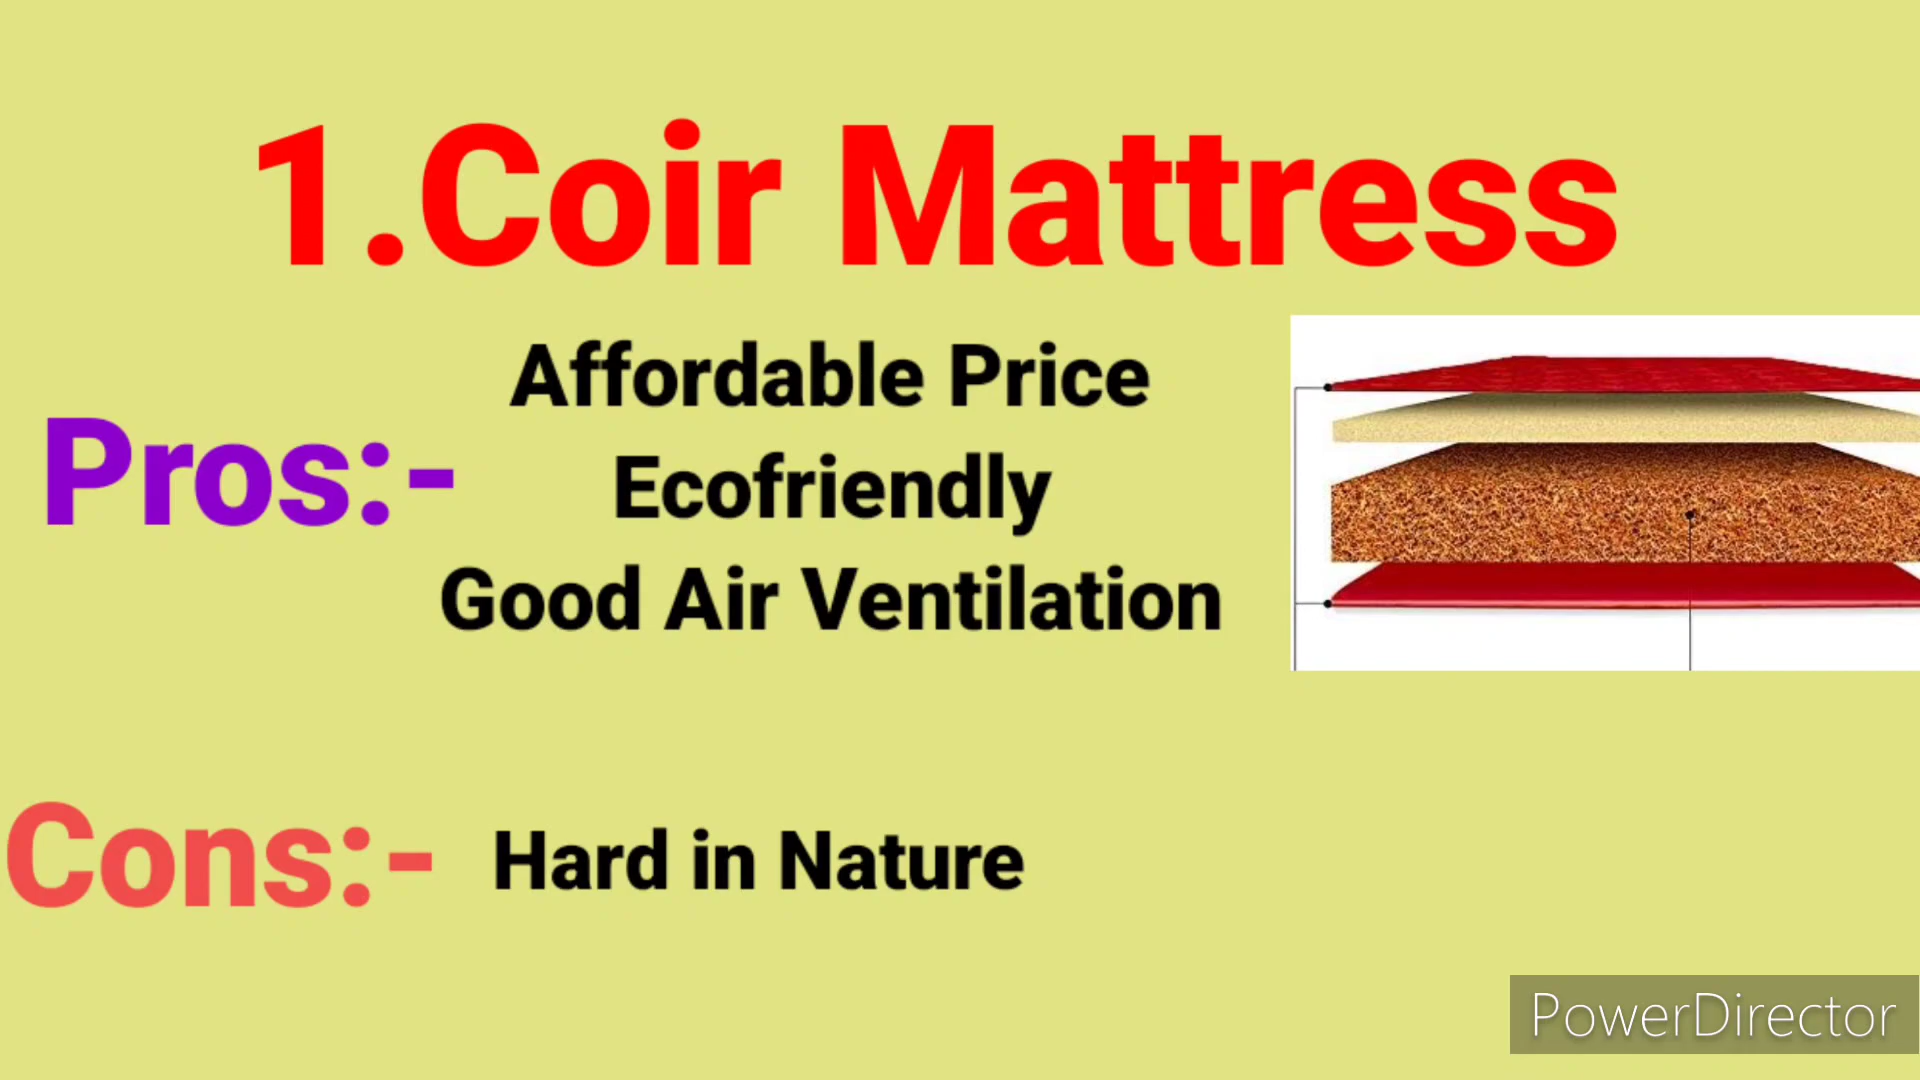 1.Coir Mattress
Pros:-
Affordable Price
Ecofriendly
Good Air Ventilation
Cons:-
Hard in Nature
PowerDirector